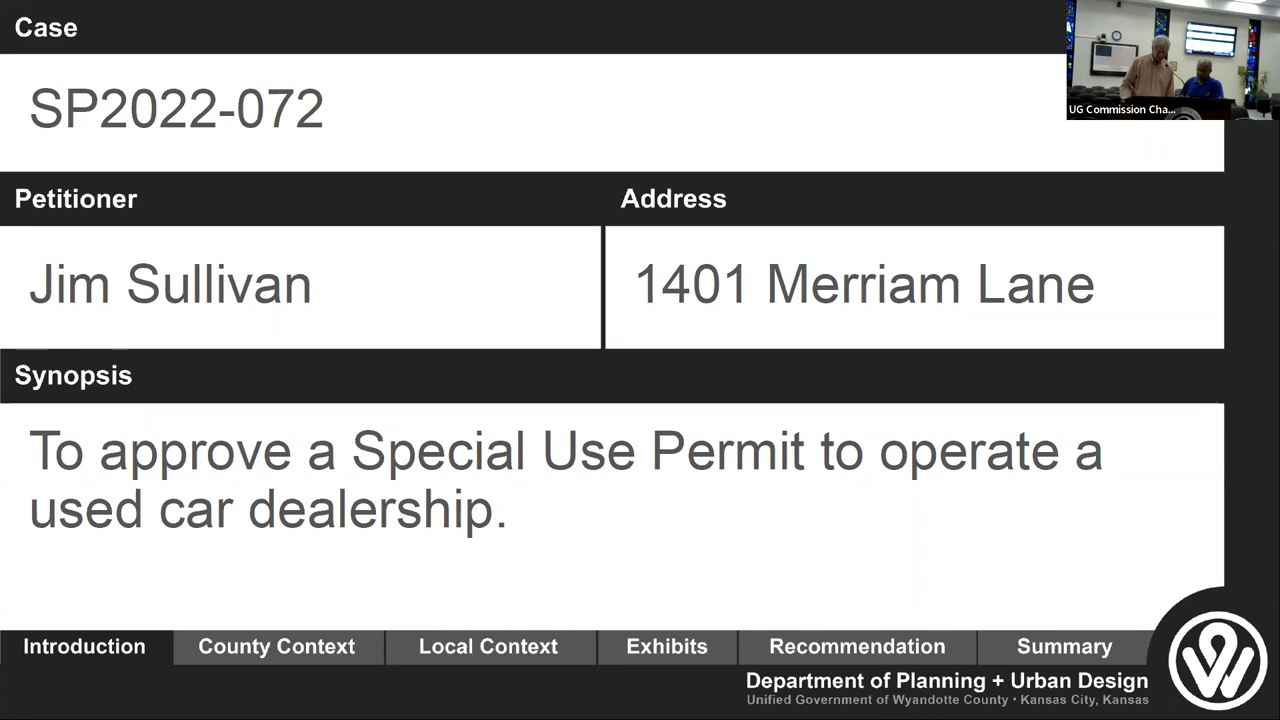 Case
SP2022-072
UG Commission Cha...
Petitioner
Address
Jim Sullivan
1401 Merriam Lane
Synopsis
To approve a Special Use Permit to operate a
used car dealership.
Introduction
County Context
Local Context
Exhibits
Recommendation
Summary
Department of Planning + Urban Design
Unified Government of Wyandotte County • Kansas City, Kansas